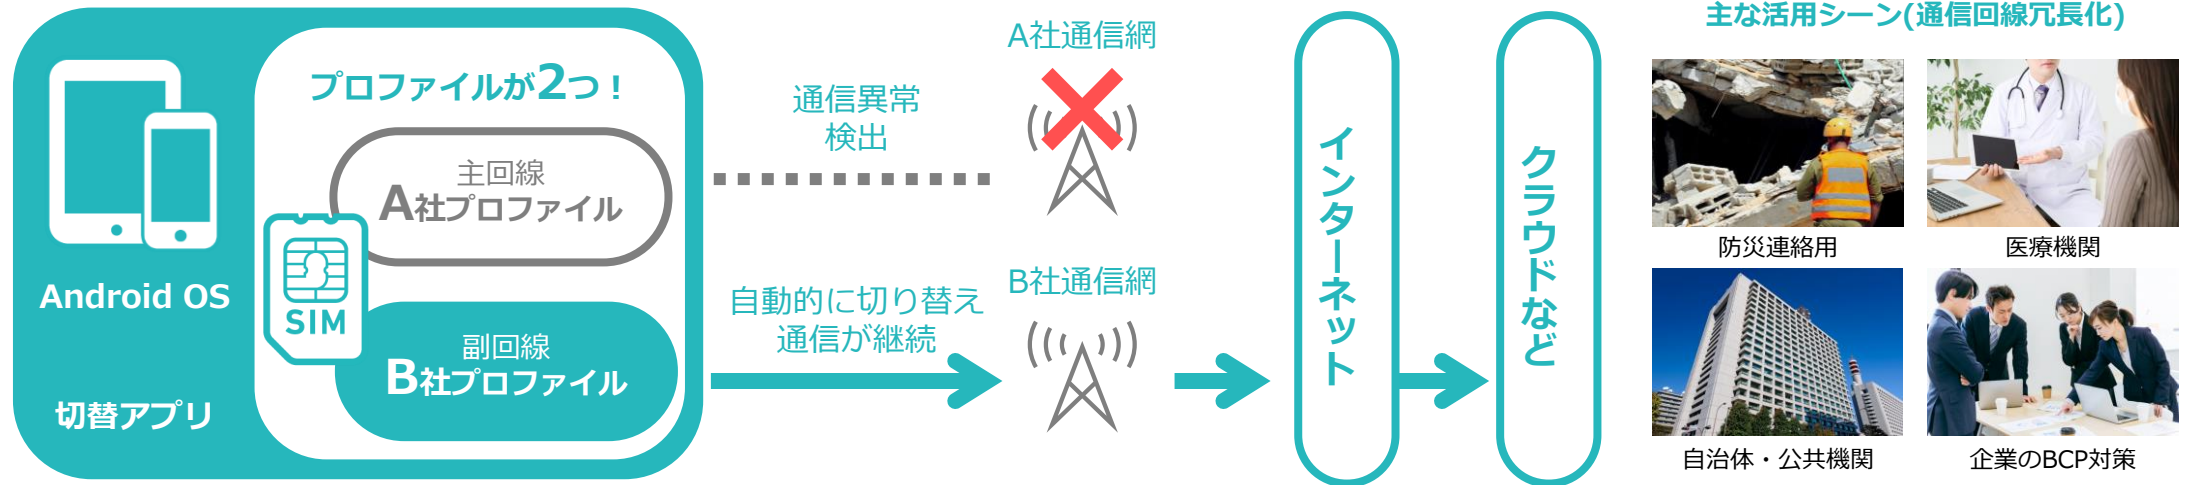 プロファイルが2つ！
主回線
A社プロファイル
SIM
副回線
B社プロファイル
Android OS
切替アプリ
通信異常
検出
A社通信網
自動的に切り替え
通信が継続
B社通信網
インターネット
クラウドなど
主な活用シーン(通信回線冗長化)
防災連絡用
医療機関
自治体・公共機関
企業のBCP対策